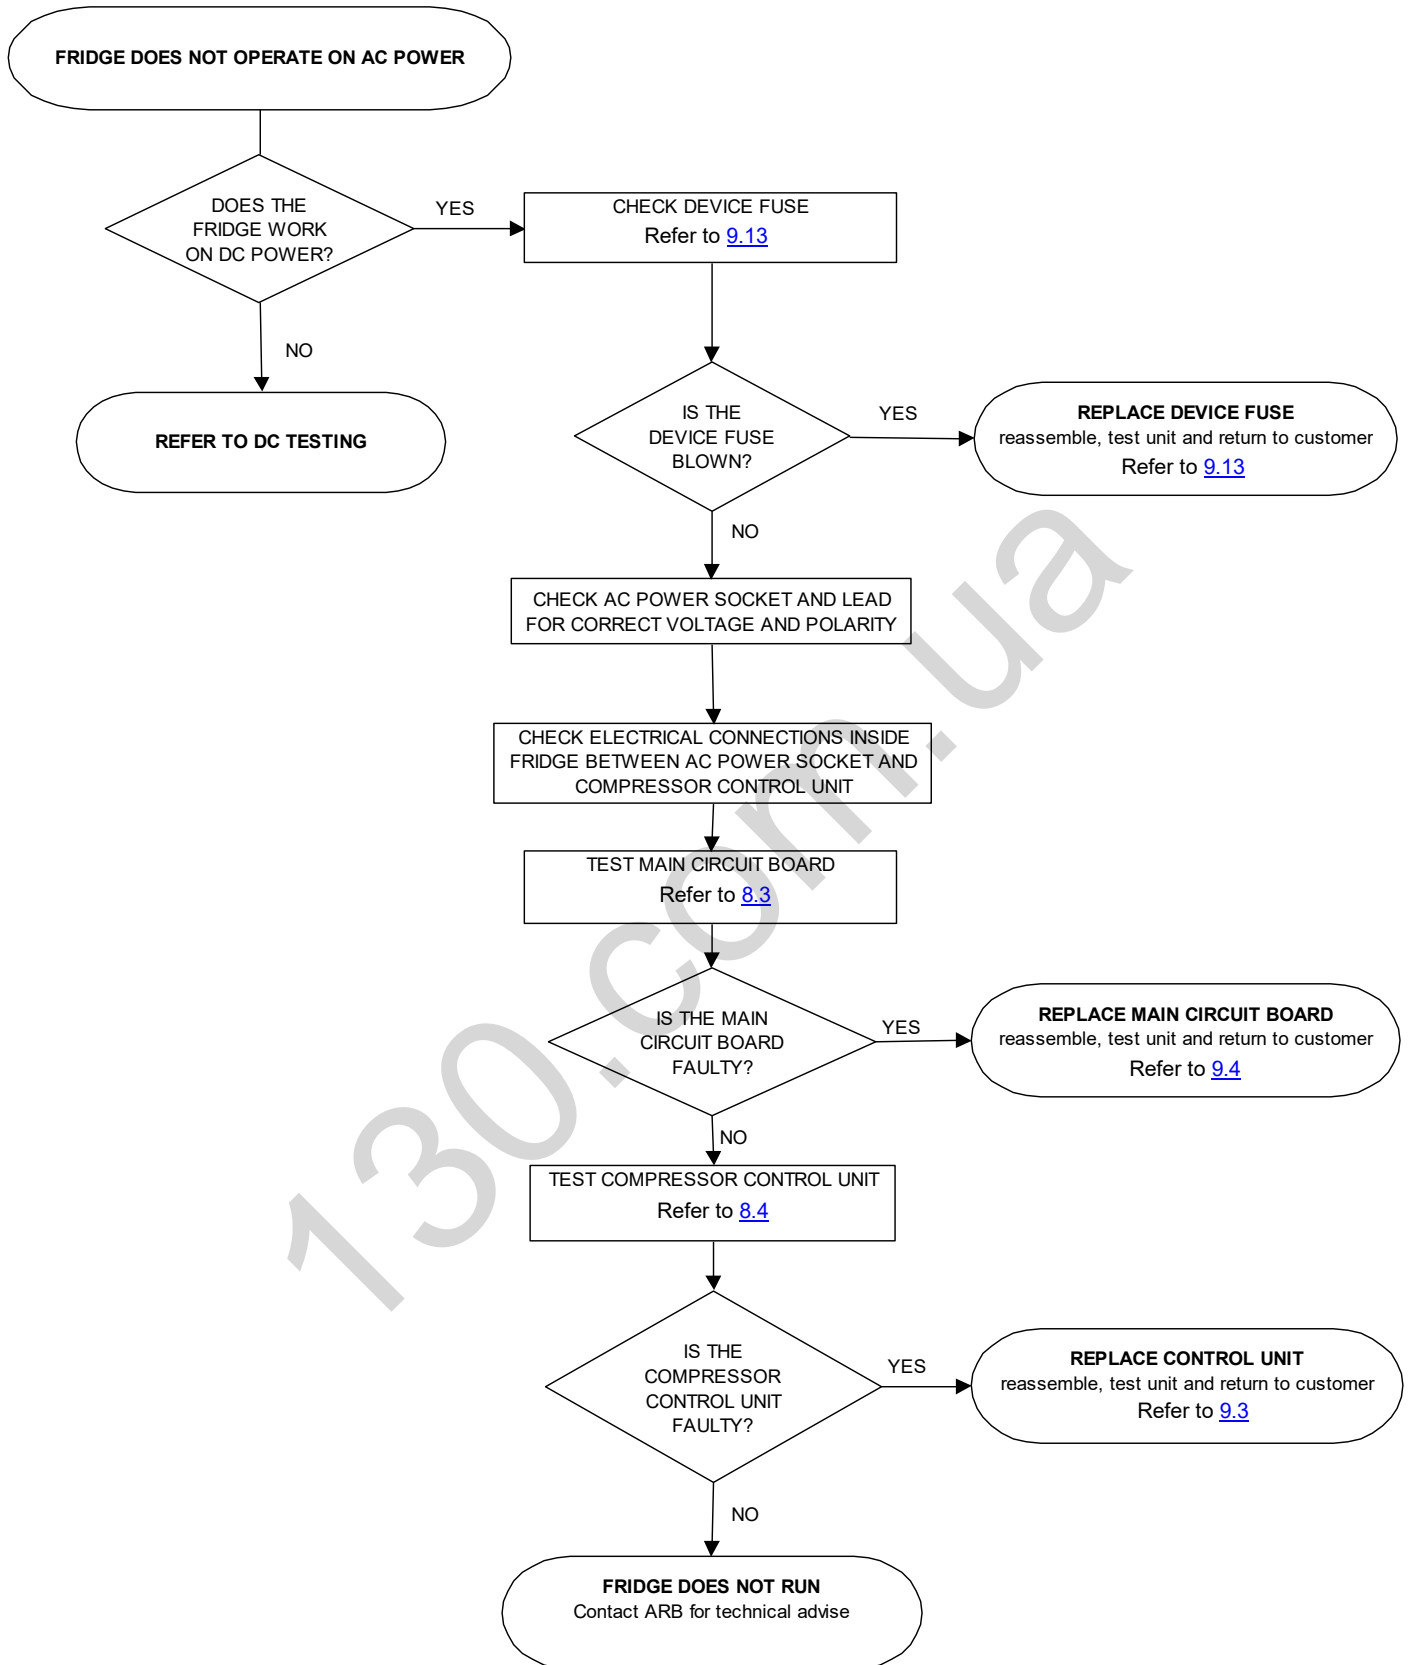 FRIDGE DOES NOT OPERATE ON AC POWER
DOES THE
FRIDGE WORK
ON DC POWER?
YES
CHECK DEVICE FUSE
Refer to 9.13
NO
REFER TO DC TESTING
IS THE
DEVICE FUSE
BLOWN?
YES
REPLACE DEVICE FUSE
reassemble, test unit and return to customer
Refer to 9.13
NO
CHECK AC POWER SOCKET AND LEAD
FOR CORRECT VOLTAGE AND POLARITY
CHECK ELECTRICAL CONNECTIONS INSIDE
FRIDGE BETWEEN AC POWER SOCKET AND
COMPRESSOR CONTROL UNIT
TEST MAIN CIRCUIT BOARD
Refer to 8.3
IS THE MAIN
CIRCUIT BOARD
FAULTY?
YES
REPLACE MAIN CIRCUIT BOARD
reassemble, test unit and return to customer
Refer to 9.4
NO
TEST COMPRESSOR CONTROL UNIT
Refer to 8.4
IS THE
COMPRESSOR
CONTROL UNIT
FAULTY?
YES
REPLACE CONTROL UNIT
reassemble, test unit and return to customer
Refer to 9.3
NO
FRIDGE DOES NOT RUN
Contact ARB for technical advise
130.com.ua